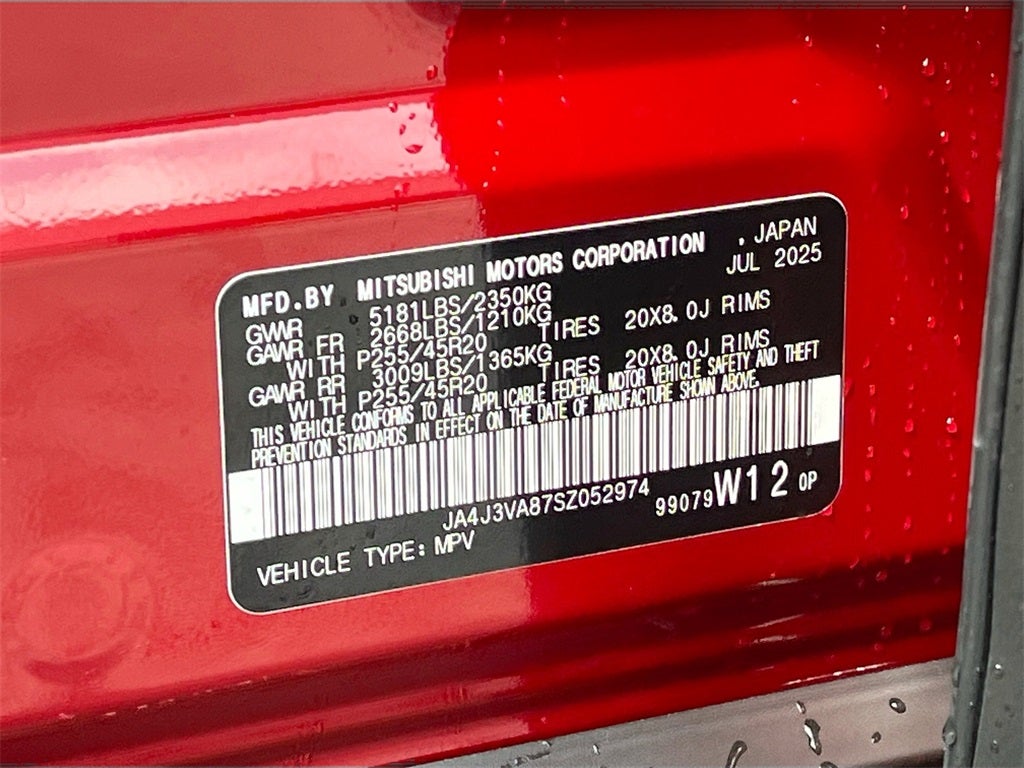 MFD.BY MITSUBISHI MOTORS CORPORATION . JAPAN
JUL 2025
GVWR 5181LBS/2350KG
GAWR FR 2668LBS/1210KG
WITH P255/45R20 TIRES 20X8.0J RIMS
GAWR RR 3009LBS/1365KG
WITH P255/45R20 TIRES 20X8.0J RIMS
THIS VEHICLE CONFORMS TO ALL APPLICABLE FEDERAL MOTOR VEHICLE SAFETY AND THEFT
PREVENTION STANDARDS IN EFFECT ON THE DATE OF MANUFACTURE SHOWN ABOVE.
JA4J3VA87SZ052974
99079 W12 OP
VEHICLE TYPE: MPV